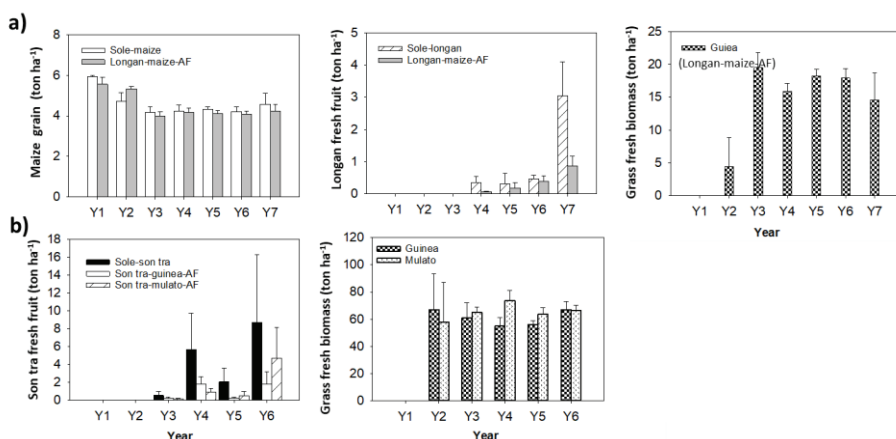 a)
Maize grain (ton ha⁻¹)
8
6
4
2
0
Sole-maize
Longan-maize-AF
Y1 Y2 Y3 Y4 Y5 Y6 Y7
Longan fresh fruit (ton ha⁻¹)
5
4
3
2
1
0
Sole-longan
Longan-maize-AF
Y1 Y2 Y3 Y4 Y5 Y6 Y7
Grass fresh biomass (ton ha⁻¹)
25
20
15
10
5
0
Guiea
(Longan-maize-AF)
Y1 Y2 Y3 Y4 Y5 Y6 Y7
Year
b)
Son tra fresh fruit (ton ha⁻¹)
18
16
14
12
10
8
6
4
2
0
Sole-son tra
Son tra-guinea-AF
Son tra-mulato-AF
Y1 Y2 Y3 Y4 Y5 Y6
Year
Grass fresh biomass (ton ha⁻¹)
120
100
80
60
40
20
0
Guinea
Mulato
Y1 Y2 Y3 Y4 Y5 Y6
Year